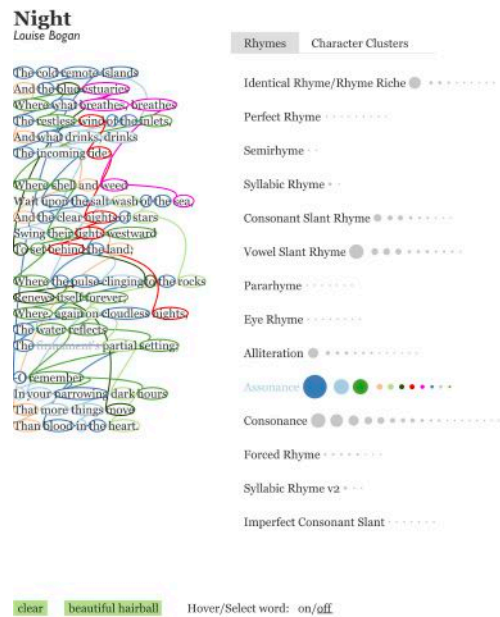 Night
Louise Bogan
The cold remote islands
And the blue estuaries
Where what breathes, breathes
The restless wind of the inlets,
And what drinks, drinks
The incoming tide;
Where shell and weed
Wait upon the salt wash of the sea,
And the clear nights of stars
Swing their lights westward
To set behind the land;
Where the pulse clinging to the rocks
Renews itself forever;
Where, again on cloudless nights,
The water reflects
The firmament's partial setting;
-O remember
In your narrowing dark hours
That more things move
Than blood in the heart.
Rhymes
Character Clusters
Identical Rhyme/Rhyme Riche
Perfect Rhyme
Semirhyme
Syllabic Rhyme
Consonant Slant Rhyme
Vowel Slant Rhyme
Pararhyme
Eye Rhyme
Alliteration
Assonance
Consonance
Forced Rhyme
Syllabic Rhyme v2
Imperfect Consonant Slant
clear
beautiful hairball
Hover/Select word: on/off